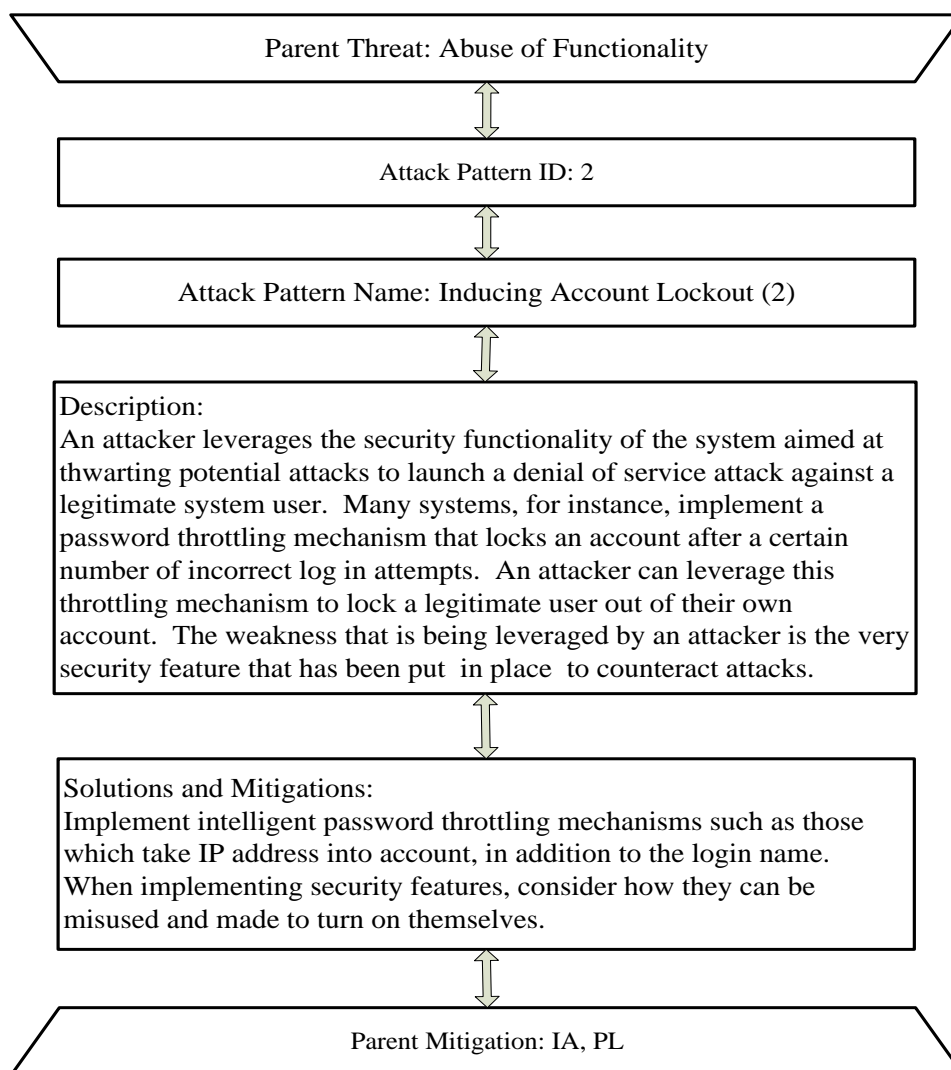 Parent Threat: Abuse of Functionality
Attack Pattern ID: 2
Attack Pattern Name: Inducing Account Lockout (2)
Description:
An attacker leverages the security functionality of the system aimed at
thwarting potential attacks to launch a denial of service attack against a
legitimate system user.  Many systems, for instance, implement a
password throttling mechanism that locks an account after a certain
number of incorrect log in attempts.  An attacker can leverage this
throttling mechanism to lock a legitimate user out of their own
account.  The weakness that is being leveraged by an attacker is the very
security feature that has been put  in place  to counteract attacks.
Solutions and Mitigations:
Implement intelligent password throttling mechanisms such as those
which take IP address into account, in addition to the login name.
When implementing security features, consider how they can be
misused and made to turn on themselves.
Parent Mitigation: IA, PL